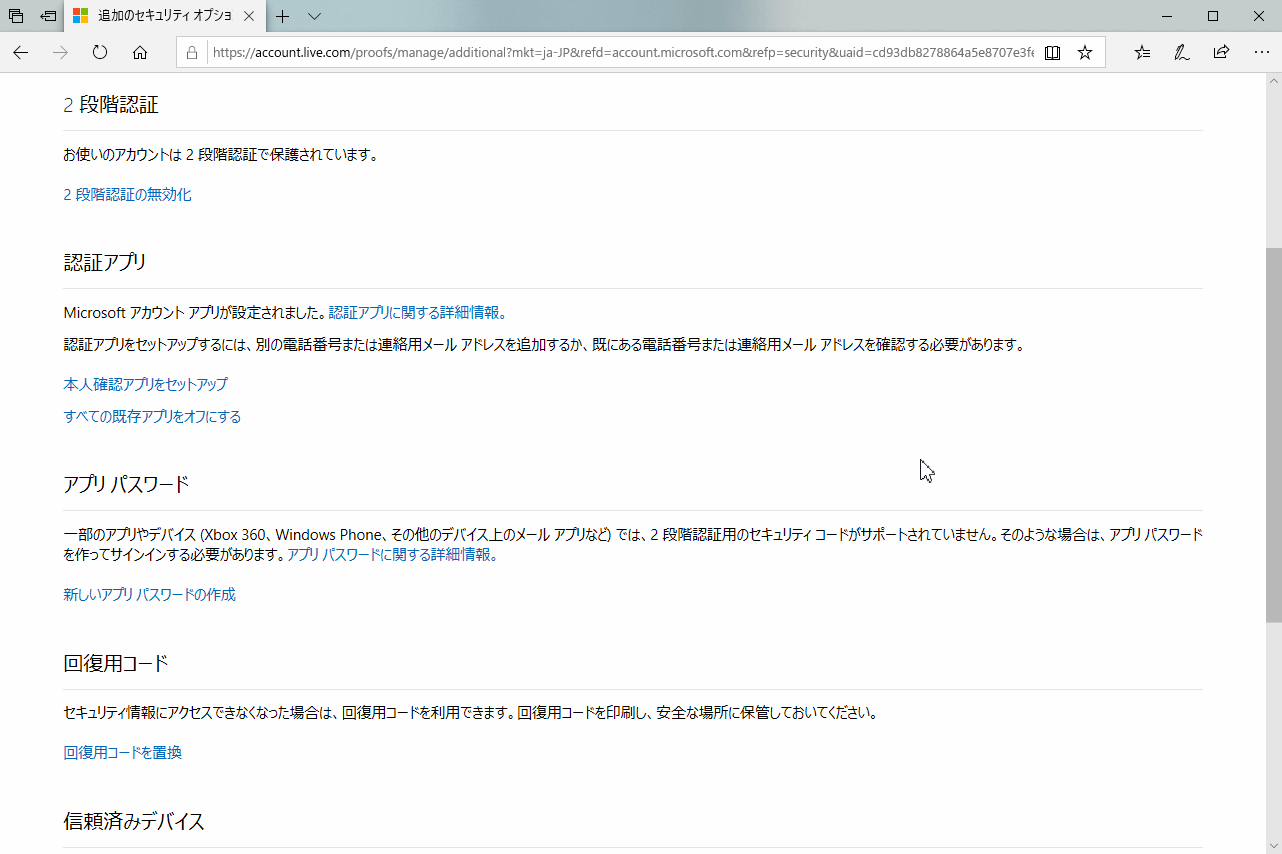 追加のセキュリティ オプショ
https://account.live.com/proofs/manage/additional?mkt=ja-JP&refd=account.microsoft.com&refp=security&uaid=cd93db8278864a5e8707e3fe
2 段階認証
お使いのアカウントは 2 段階認証で保護されています。
2 段階認証の無効化
認証アプリ
Microsoft アカウント アプリが設定されました。認証アプリに関する詳細情報。
認証アプリをセットアップするには、別の電話番号または連絡用メール アドレスを追加するか、既にある電話番号または連絡用メール アドレスを確認する必要があります。
本人確認アプリをセットアップ
すべての既存アプリをオフにする
アプリ パスワード
一部のアプリやデバイス (Xbox 360、Windows Phone、その他のデバイス上のメール アプリなど) では、2 段階認証用のセキュリティ コードがサポートされていません。そのような場合は、アプリ パスワード
を作ってサインインする必要があります。アプリ パスワードに関する詳細情報。
新しいアプリ パスワードの作成
回復用コード
セキュリティ情報にアクセスできなくなった場合は、回復用コードを利用できます。回復用コードを印刷し、安全な場所に保管しておいてください。
回復用コードを置換
信頼済みデバイス